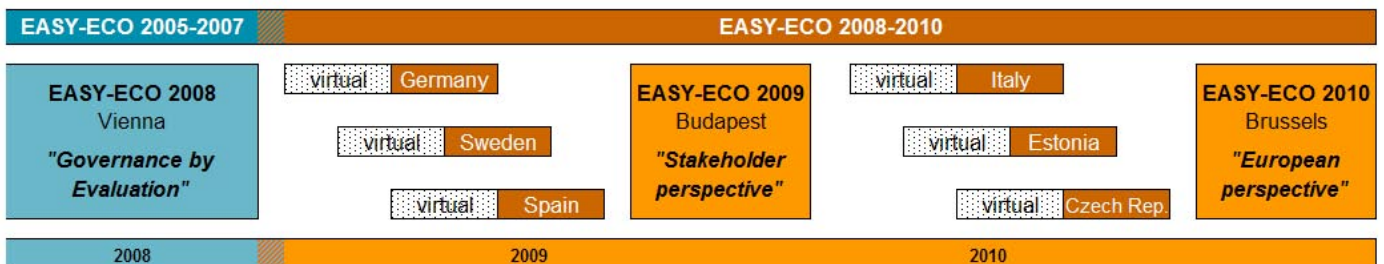 EASY-ECO 2005-2007
EASY-ECO 2008-2010
EASY-ECO 2008
Vienna
"Governance by
Evaluation"
virtual Germany
virtual Sweden
virtual Spain
EASY-ECO 2009
Budapest
"Stakeholder
perspective"
virtual Italy
virtual Estonia
virtual Czech Rep.
EASY-ECO 2010
Brussels
"European
perspective"
2008
2009
2010